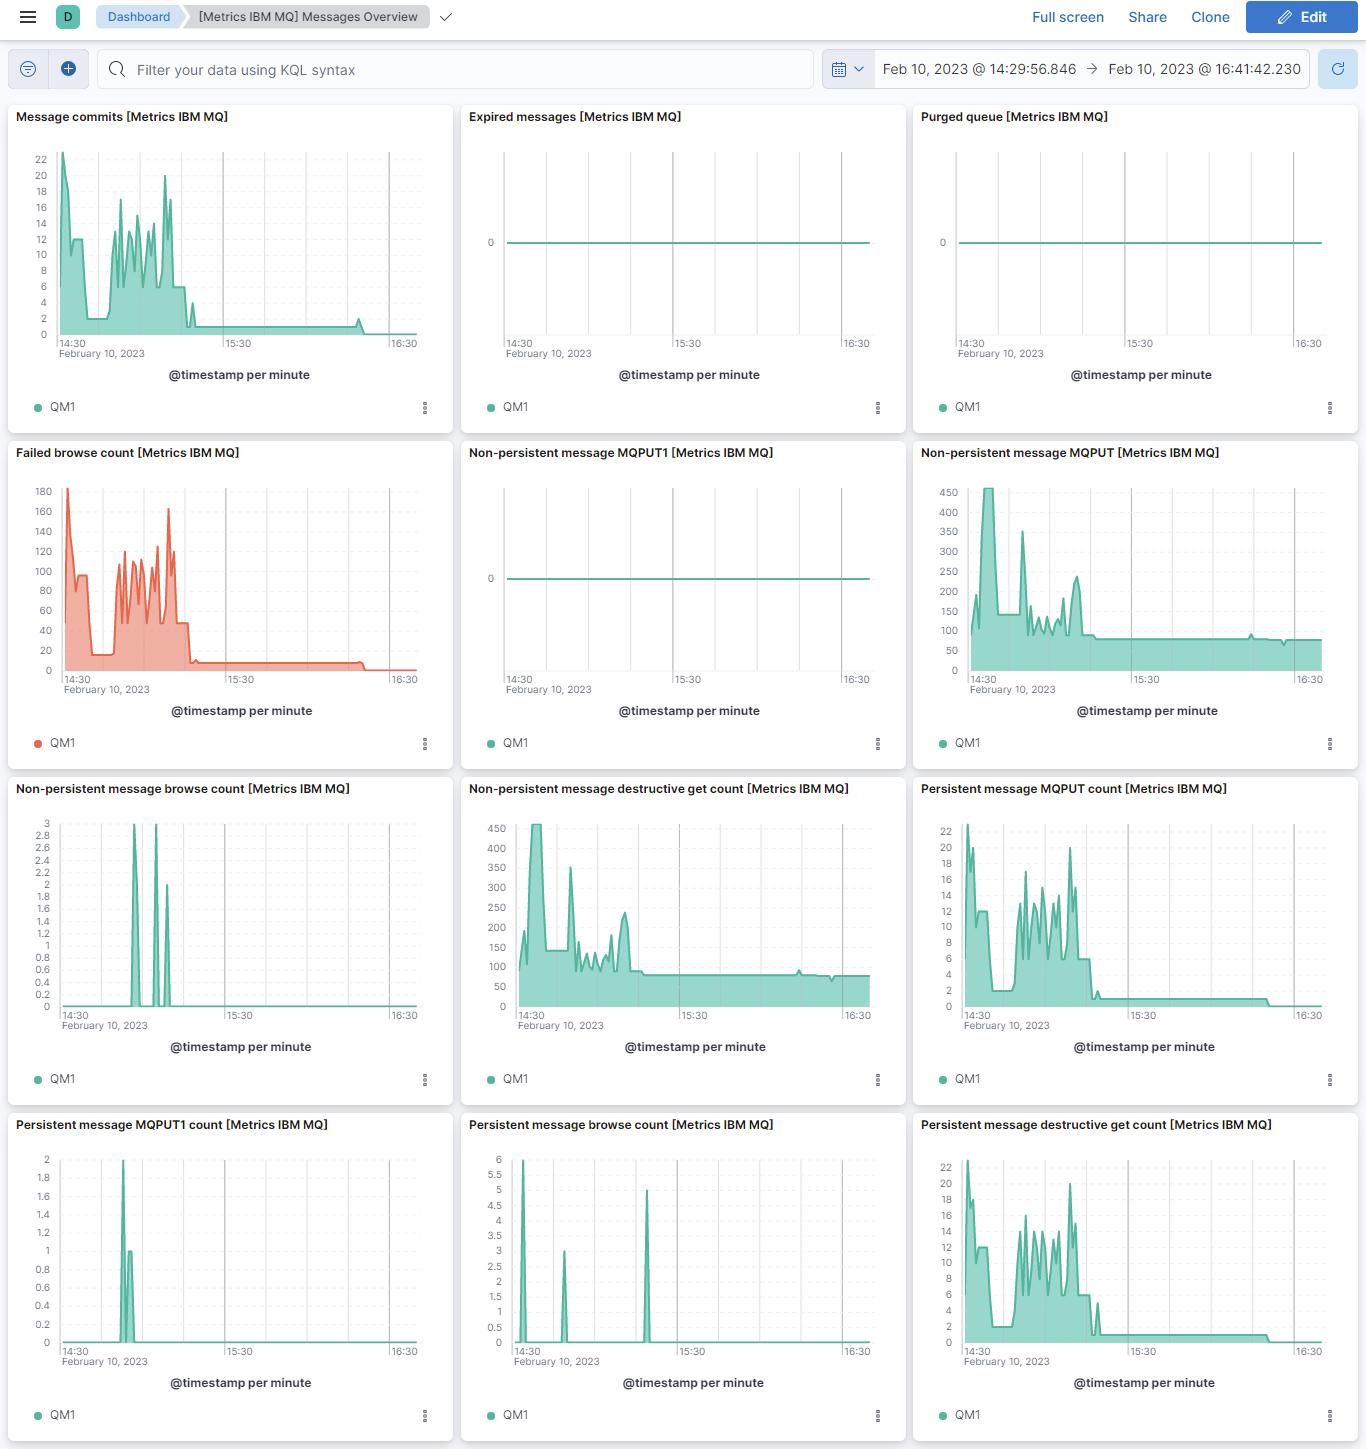 D Dashboard [Metrics IBM MQ] Messages Overview Full screen Share Clone Edit
Filter your data using KQL syntax Feb 10, 2023 @ 14:29:56.846 → Feb 10, 2023 @ 16:41:42.230
Message commits [Metrics IBM MQ]
22
20
18
16
14
12
10
8
6
4
2
0
14:30 15:30 16:30
February 10, 2023
@timestamp per minute
QM1
Expired messages [Metrics IBM MQ]
0
14:30 15:30 16:30
February 10, 2023
@timestamp per minute
QM1
Purged queue [Metrics IBM MQ]
0
14:30 15:30 16:30
February 10, 2023
@timestamp per minute
QM1
Failed browse count [Metrics IBM MQ]
180
160
140
120
100
80
60
40
20
0
14:30 15:30 16:30
February 10, 2023
@timestamp per minute
QM1
Non-persistent message MQPUT1 [Metrics IBM MQ]
0
14:30 15:30 16:30
February 10, 2023
@timestamp per minute
QM1
Non-persistent message MQPUT [Metrics IBM MQ]
450
400
350
300
250
200
150
100
50
0
14:30 15:30 16:30
February 10, 2023
@timestamp per minute
QM1
Non-persistent message browse count [Metrics IBM MQ]
3
2.8
2.6
2.4
2.2
2
1.8
1.6
1.4
1.2
1
0.8
0.6
0.4
0.2
0
14:30 15:30 16:30
February 10, 2023
@timestamp per minute
QM1
Non-persistent message destructive get count [Metrics IBM MQ]
450
400
350
300
250
200
150
100
50
0
14:30 15:30 16:30
February 10, 2023
@timestamp per minute
QM1
Persistent message MQPUT count [Metrics IBM MQ]
22
20
18
16
14
12
10
8
6
4
2
0
14:30 15:30 16:30
February 10, 2023
@timestamp per minute
QM1
Persistent message MQPUT1 count [Metrics IBM MQ]
2
1.8
1.6
1.4
1.2
1
0.8
0.6
0.4
0.2
0
14:30 15:30 16:30
February 10, 2023
@timestamp per minute
QM1
Persistent message browse count [Metrics IBM MQ]
6
5.5
5
4.5
4
3.5
3
2.5
2
1.5
1
0.5
0
14:30 15:30 16:30
February 10, 2023
@timestamp per minute
QM1
Persistent message destructive get count [Metrics IBM MQ]
22
20
18
16
14
12
10
8
6
4
2
0
14:30 15:30 16:30
February 10, 2023
@timestamp per minute
QM1